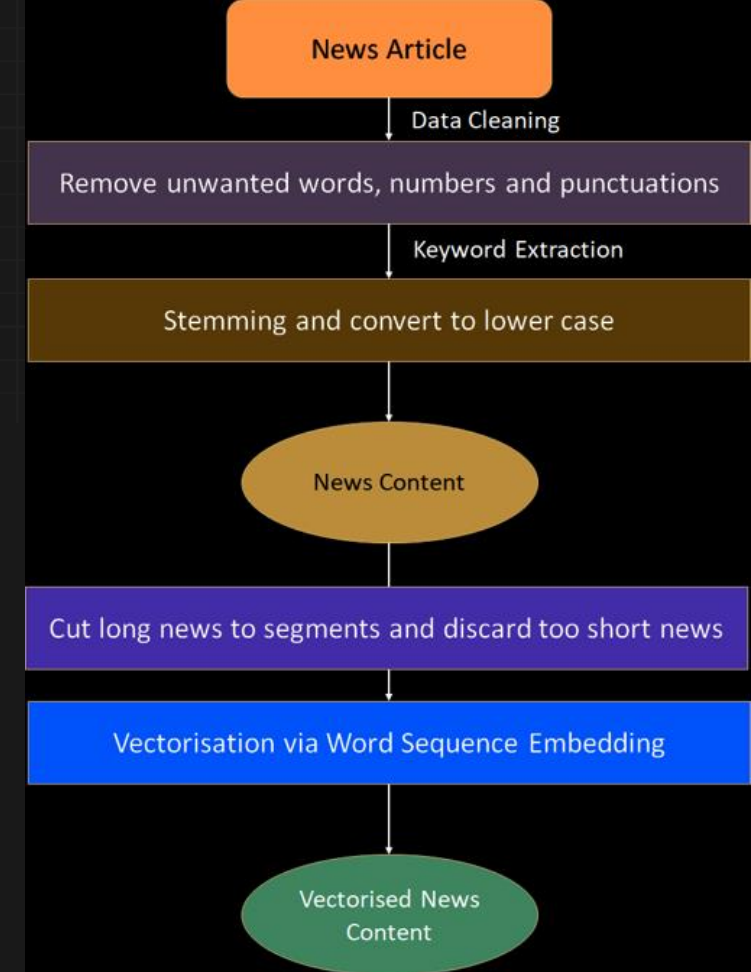 News Article
Data Cleaning
Remove unwanted words, numbers and punctuations
Keyword Extraction
Stemming and convert to lower case
News Content
Cut long news to segments and discard too short news
Vectorisation via Word Sequence Embedding
Vectorised News
Content